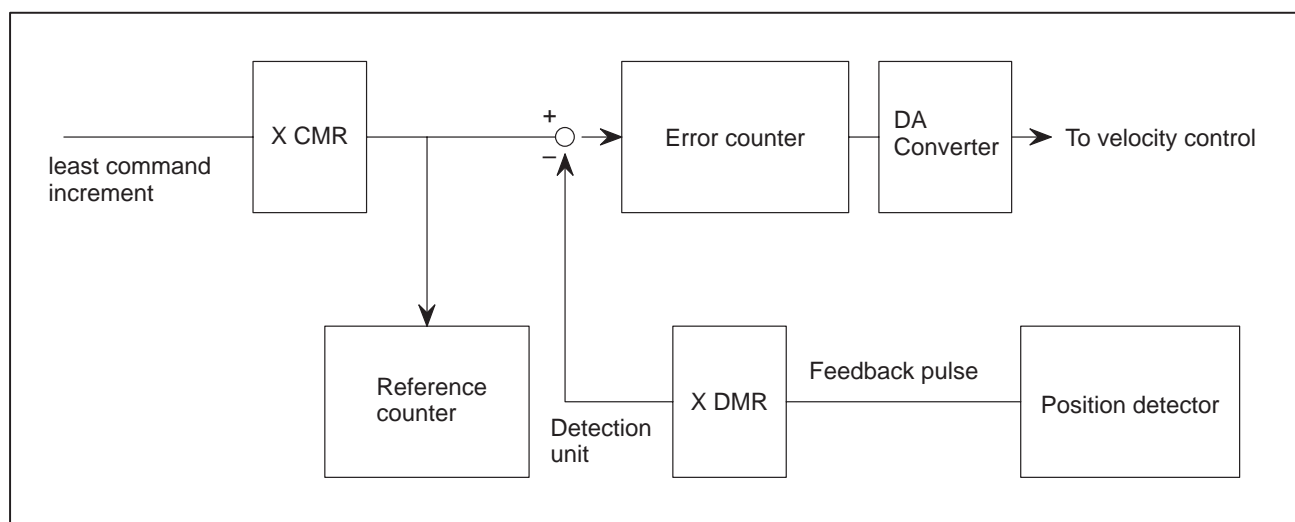 X CMR
+
−
Error counter
DA
Converter
To velocity control
least command
increment
Reference
counter
Detection
unit
X DMR
Feedback pulse
Position detector